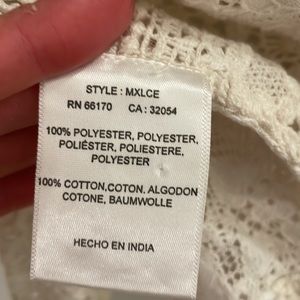 STYLE : MXLCE
RN 66170 CA : 32054
100% POLYESTER, POLYESTER,
POLIÉSTER, POLIESTERE,
POLYESTER
100% COTTON,COTON. ALGODON
COTONE, BAUMWOLLE
HECHO EN INDIA